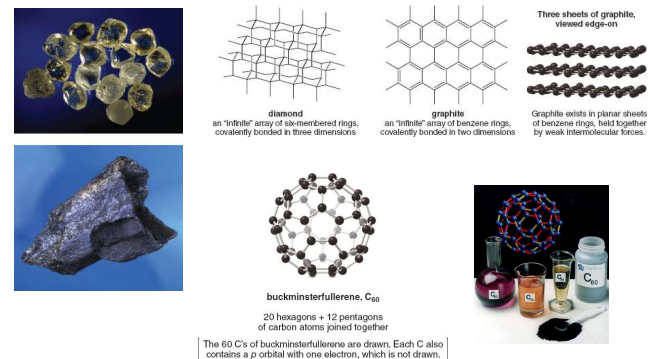 Three sheets of graphite,
viewed edge-on
diamond
an "infinite" array of six-membered rings,
covalently bonded in three dimensions
graphite
an "infinite" array of benzene rings,
covalently bonded in two dimensions
Graphite exists in planar sheets
of benzene rings, held together
by weak intermolecular forces.
buckminsterfullerene, C60
20 hexagons + 12 pentagons
of carbon atoms joined together
The 60 C's of buckminsterfullerene are drawn. Each C also
contains a p orbital with one electron, which is not drawn.
C60
C60
C60
C60